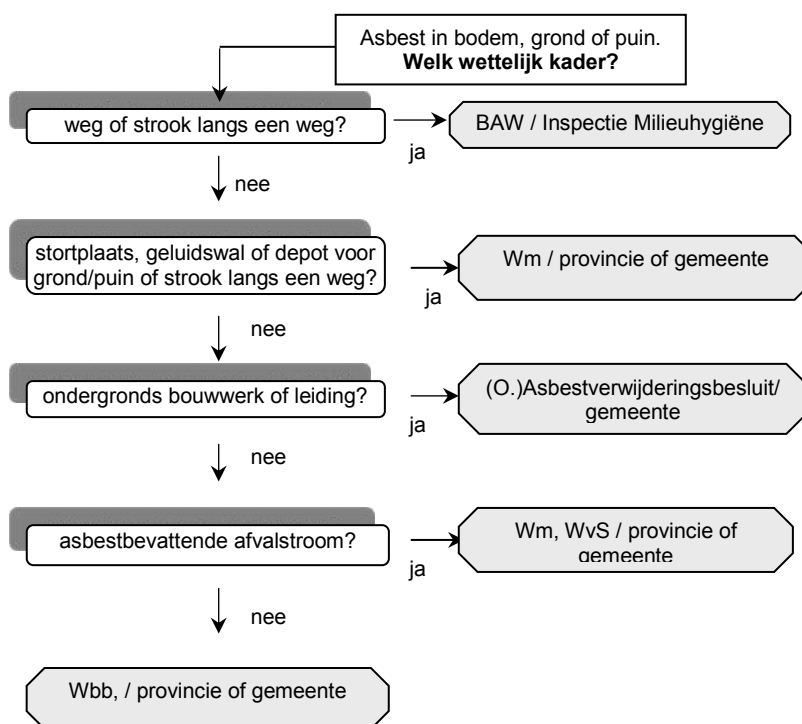 Asbest in bodem, grond of puin.
Welk wettelijk kader?
weg of strook langs een weg?
ja
BAW / Inspectie Milieuhygiëne
nee
stortplaats, geluidswal of depot voor
grond/puin of strook langs een weg?
ja
Wm / provincie of gemeente
nee
ondergronds bouwwerk of leiding?
ja
(O.)Asbestverwijderingsbesluit/
gemeente
nee
asbestbevattende afvalstroom?
ja
Wm, WvS / provincie of
gemeente
nee
Wbb, / provincie of gemeente